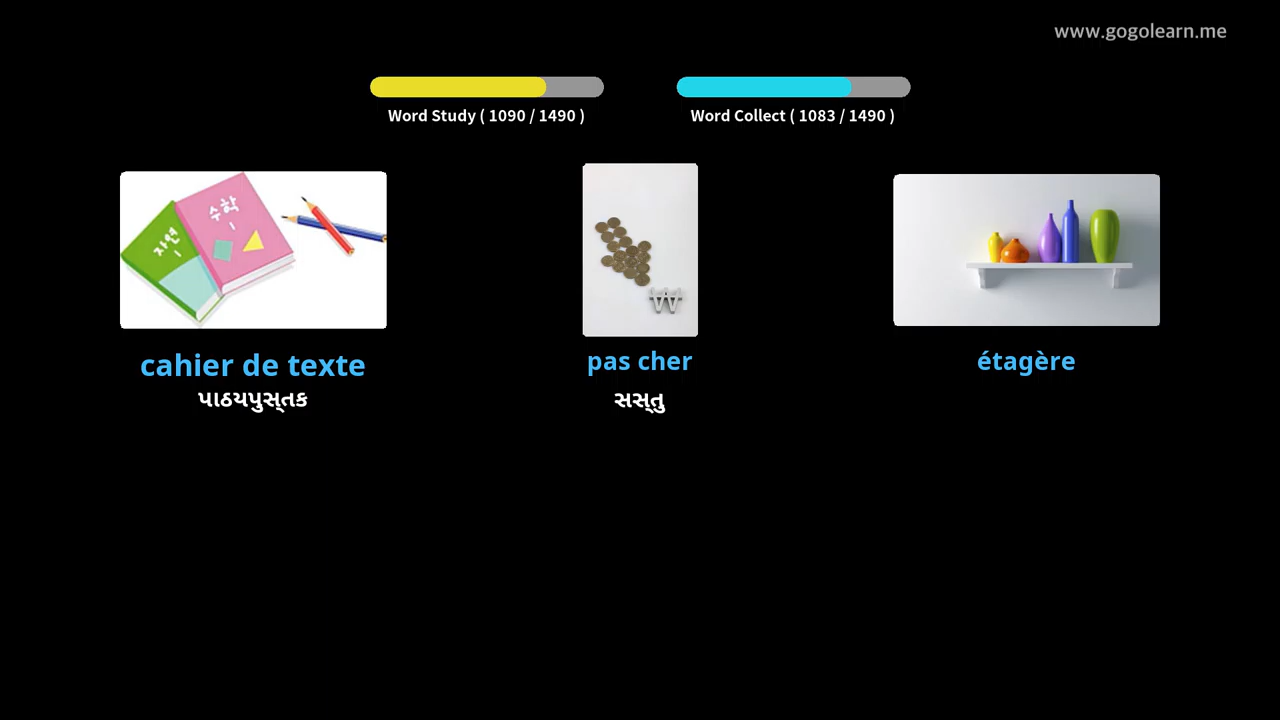 www.gogolearn.me
Word Study ( 1090 / 1490 )
Word Collect ( 1083 / 1490 )
자연
수학
₩
cahier de texte
pas cher
étagère
પાઠયપુસ્તક
સસ્તુ